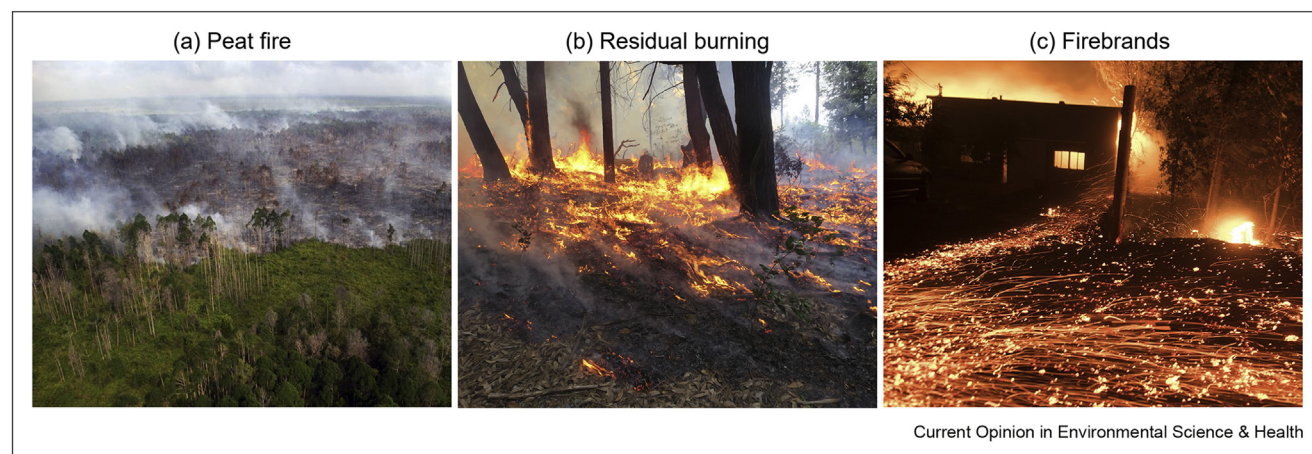 (a) Peat fire
(b) Residual burning
(c) Firebrands
Current Opinion in Environmental Science & Health